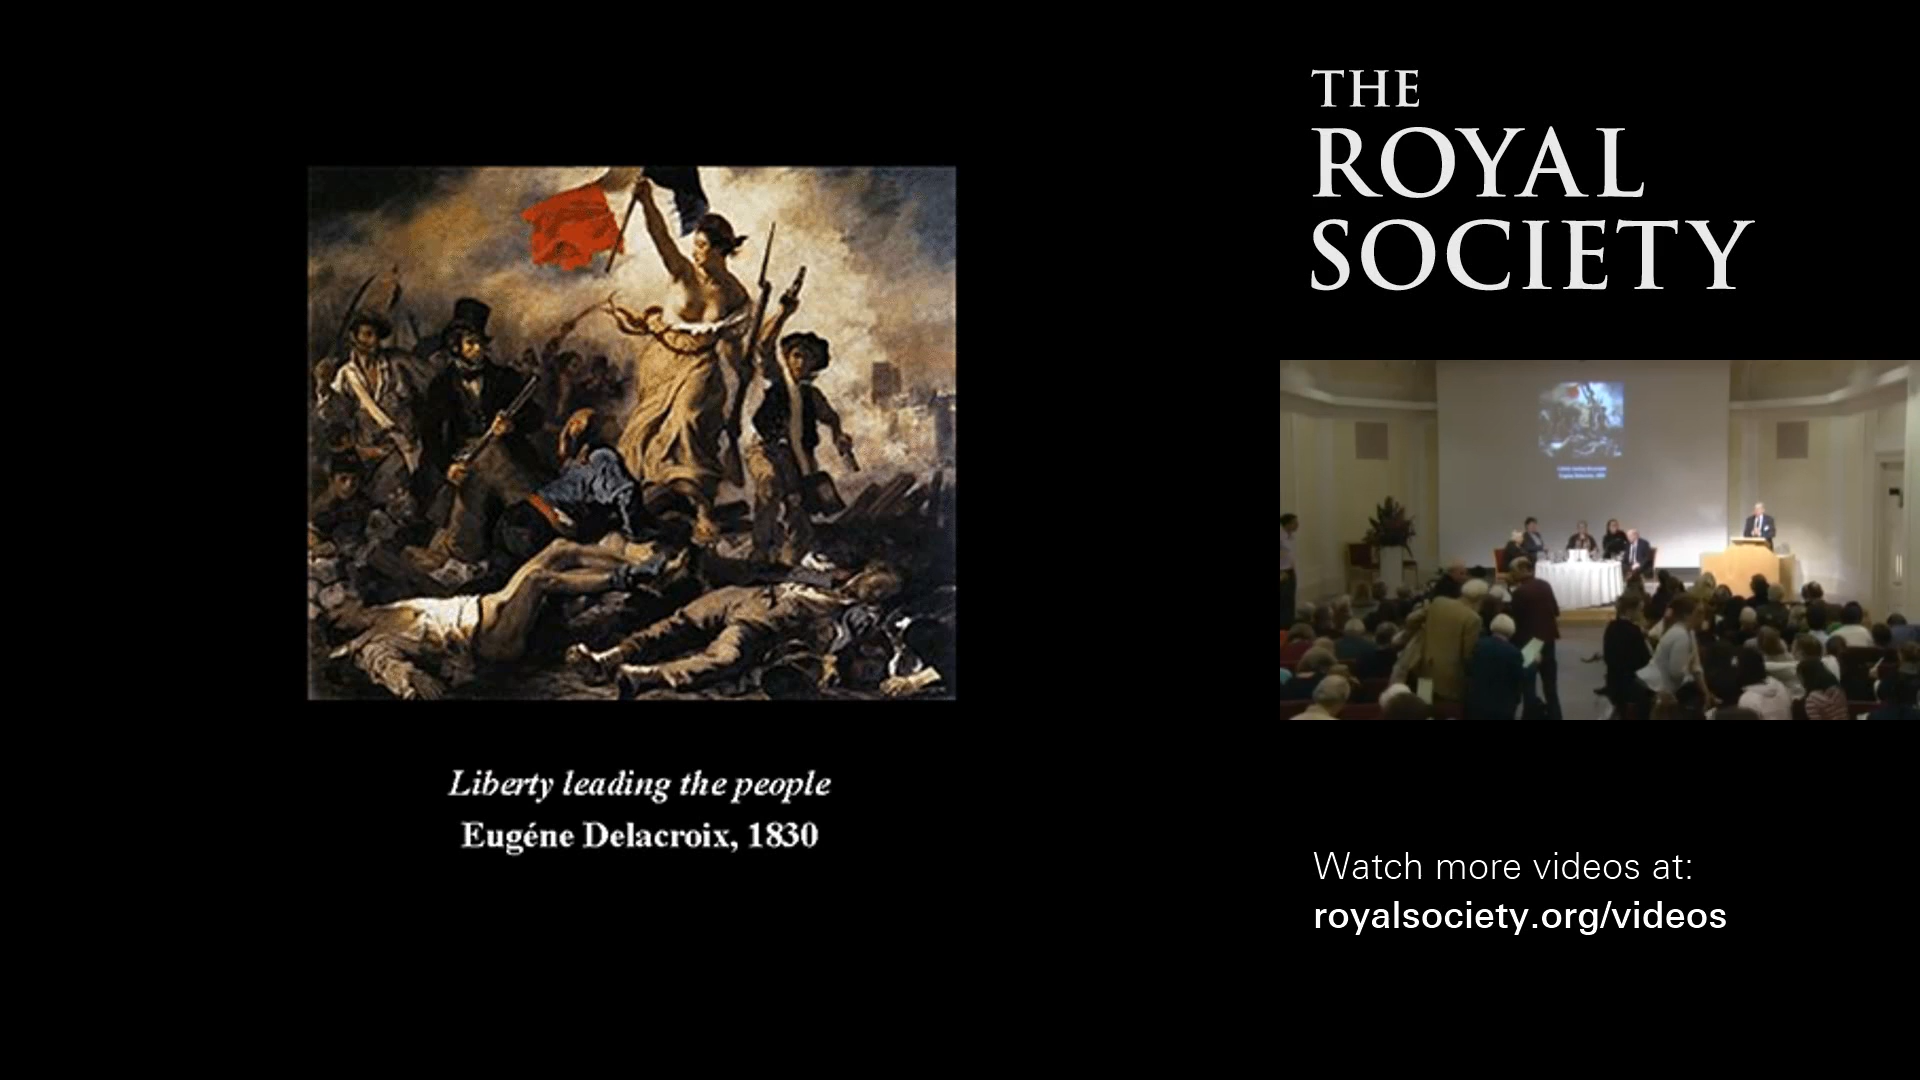 Liberty leading the people
Eugéne Delacroix, 1830
THE
ROYAL
SOCIETY
Watch more videos at:
royalsociety.org/videos